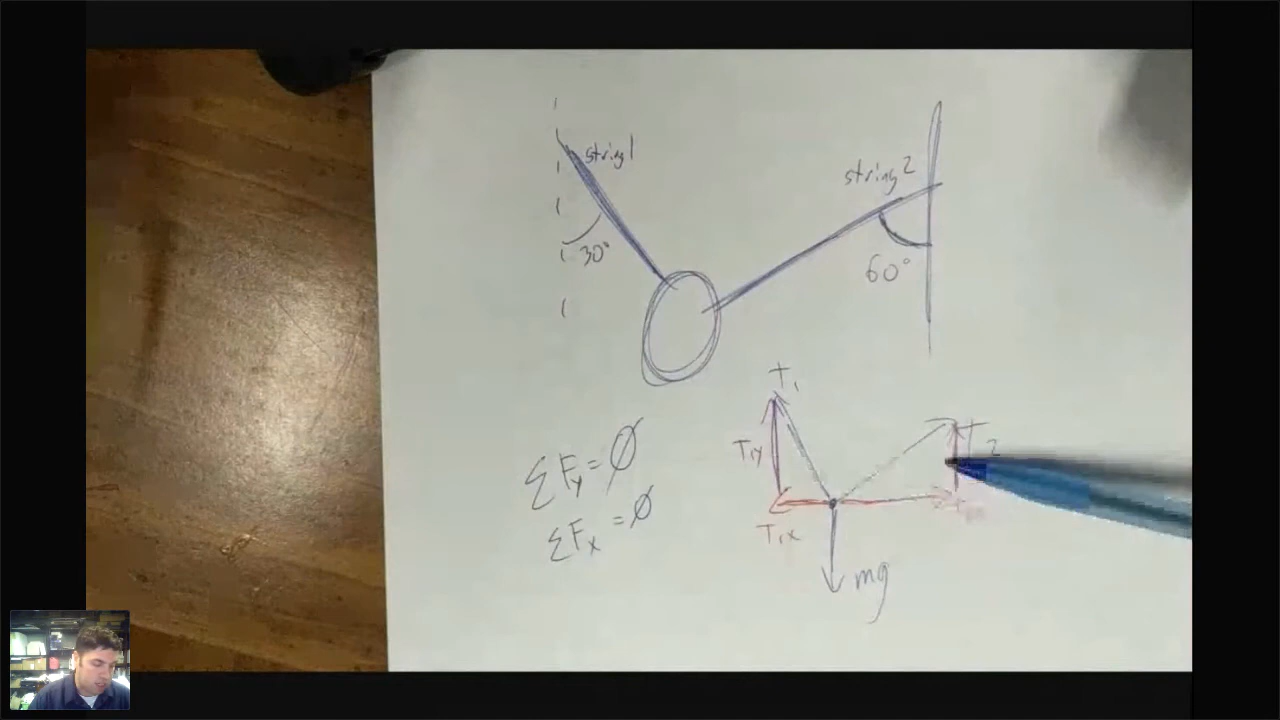 string 1
string 2
30°
60°
T₁
T₁y
T₂
ΣFy=∅
ΣFx=∅
T₁x
mg